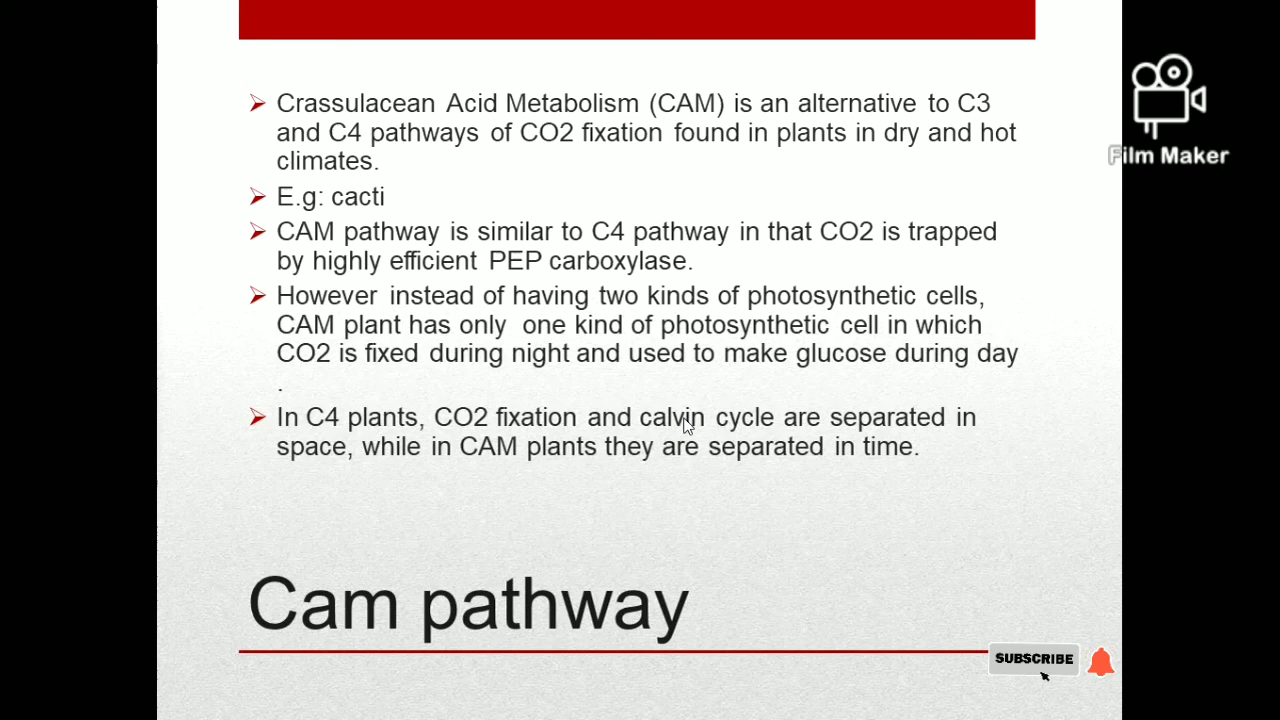 Crassulacean Acid Metabolism (CAM) is an alternative to C3
and C4 pathways of CO2 fixation found in plants in dry and hot
climates.
E.g: cacti
CAM pathway is similar to C4 pathway in that CO2 is trapped
by highly efficient PEP carboxylase.
However instead of having two kinds of photosynthetic cells,
CAM plant has only one kind of photosynthetic cell in which
CO2 is fixed during night and used to make glucose during day
.
In C4 plants, CO2 fixation and calvin cycle are separated in
space, while in CAM plants they are separated in time.
Cam pathway
Film Maker
SUBSCRIBE